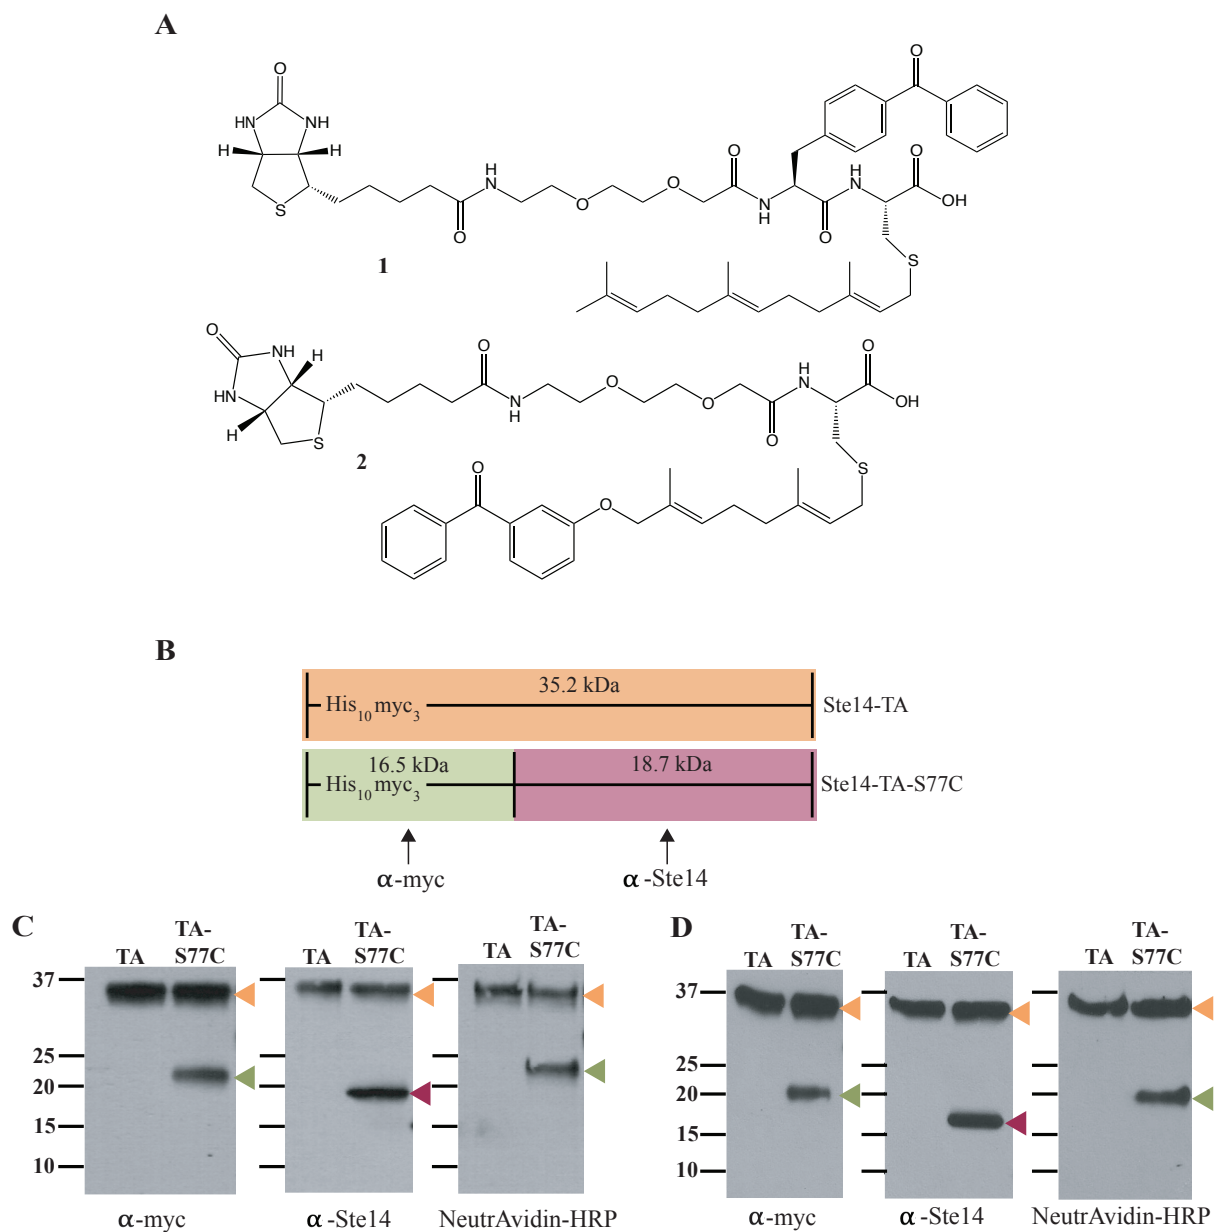 A
O
HN NH
H H
S
H
N
O
O
O
O
N
H
O
H
N
O
O
OH
S
1
O
NH
HN
H
H
S
O
N
H
O
O
O
H
N
O
OH
S
2
O
O
B
35.2 kDa
His10myc3
Ste14-TA
16.5 kDa 18.7 kDa
His10myc3
Ste14-TA-S77C
α-myc α-Ste14
C
TA TA-S77C TA TA-S77C TA TA-S77C
37
25
20
15
10
α-myc α-Ste14 NeutrAvidin-HRP
D
TA TA-S77C TA TA-S77C TA TA-S77C
37
25
20
15
10
α-myc α-Ste14 NeutrAvidin-HRP